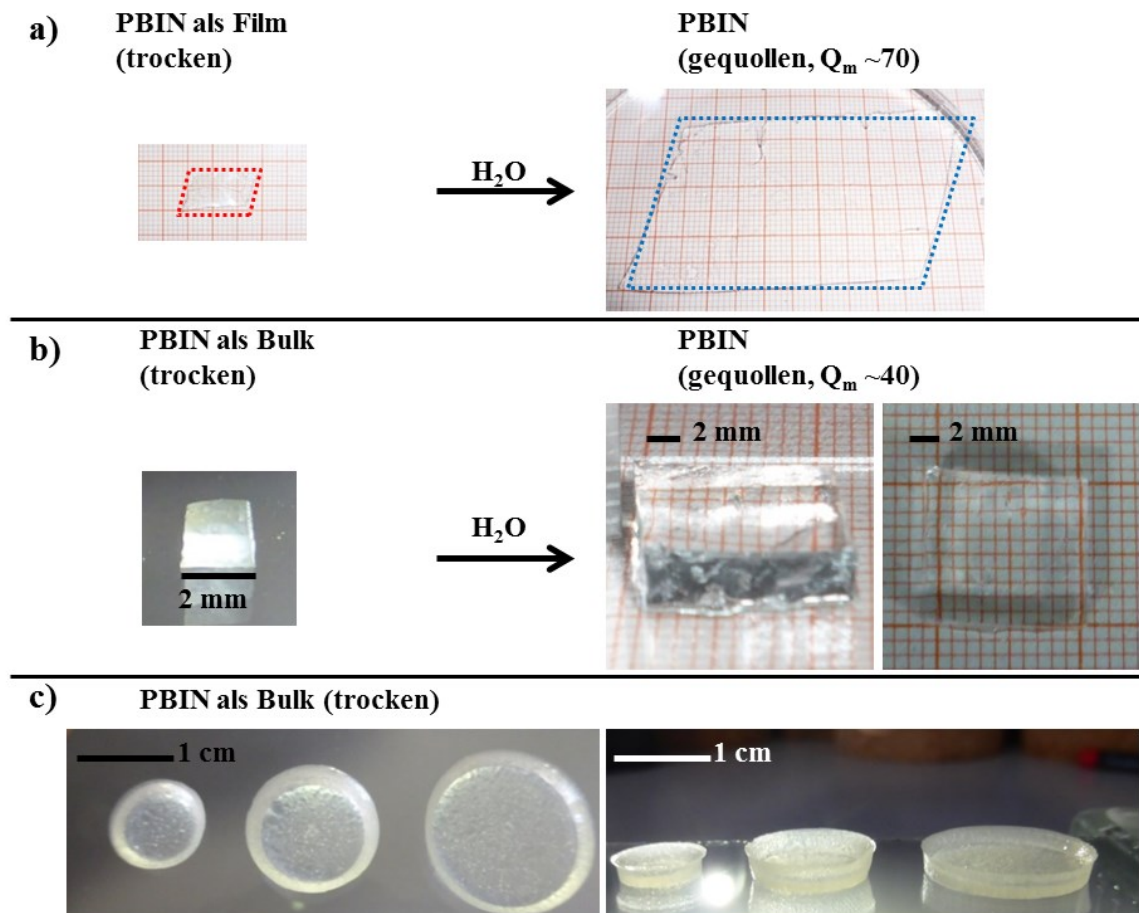 a)
PBIN als Film
(trocken)
PBIN
(gequollen, Qm ~70)
H2O
b)
PBIN als Bulk
(trocken)
PBIN
(gequollen, Qm ~40)
2 mm
2 mm
H2O
2 mm
c)
PBIN als Bulk (trocken)
1 cm
1 cm